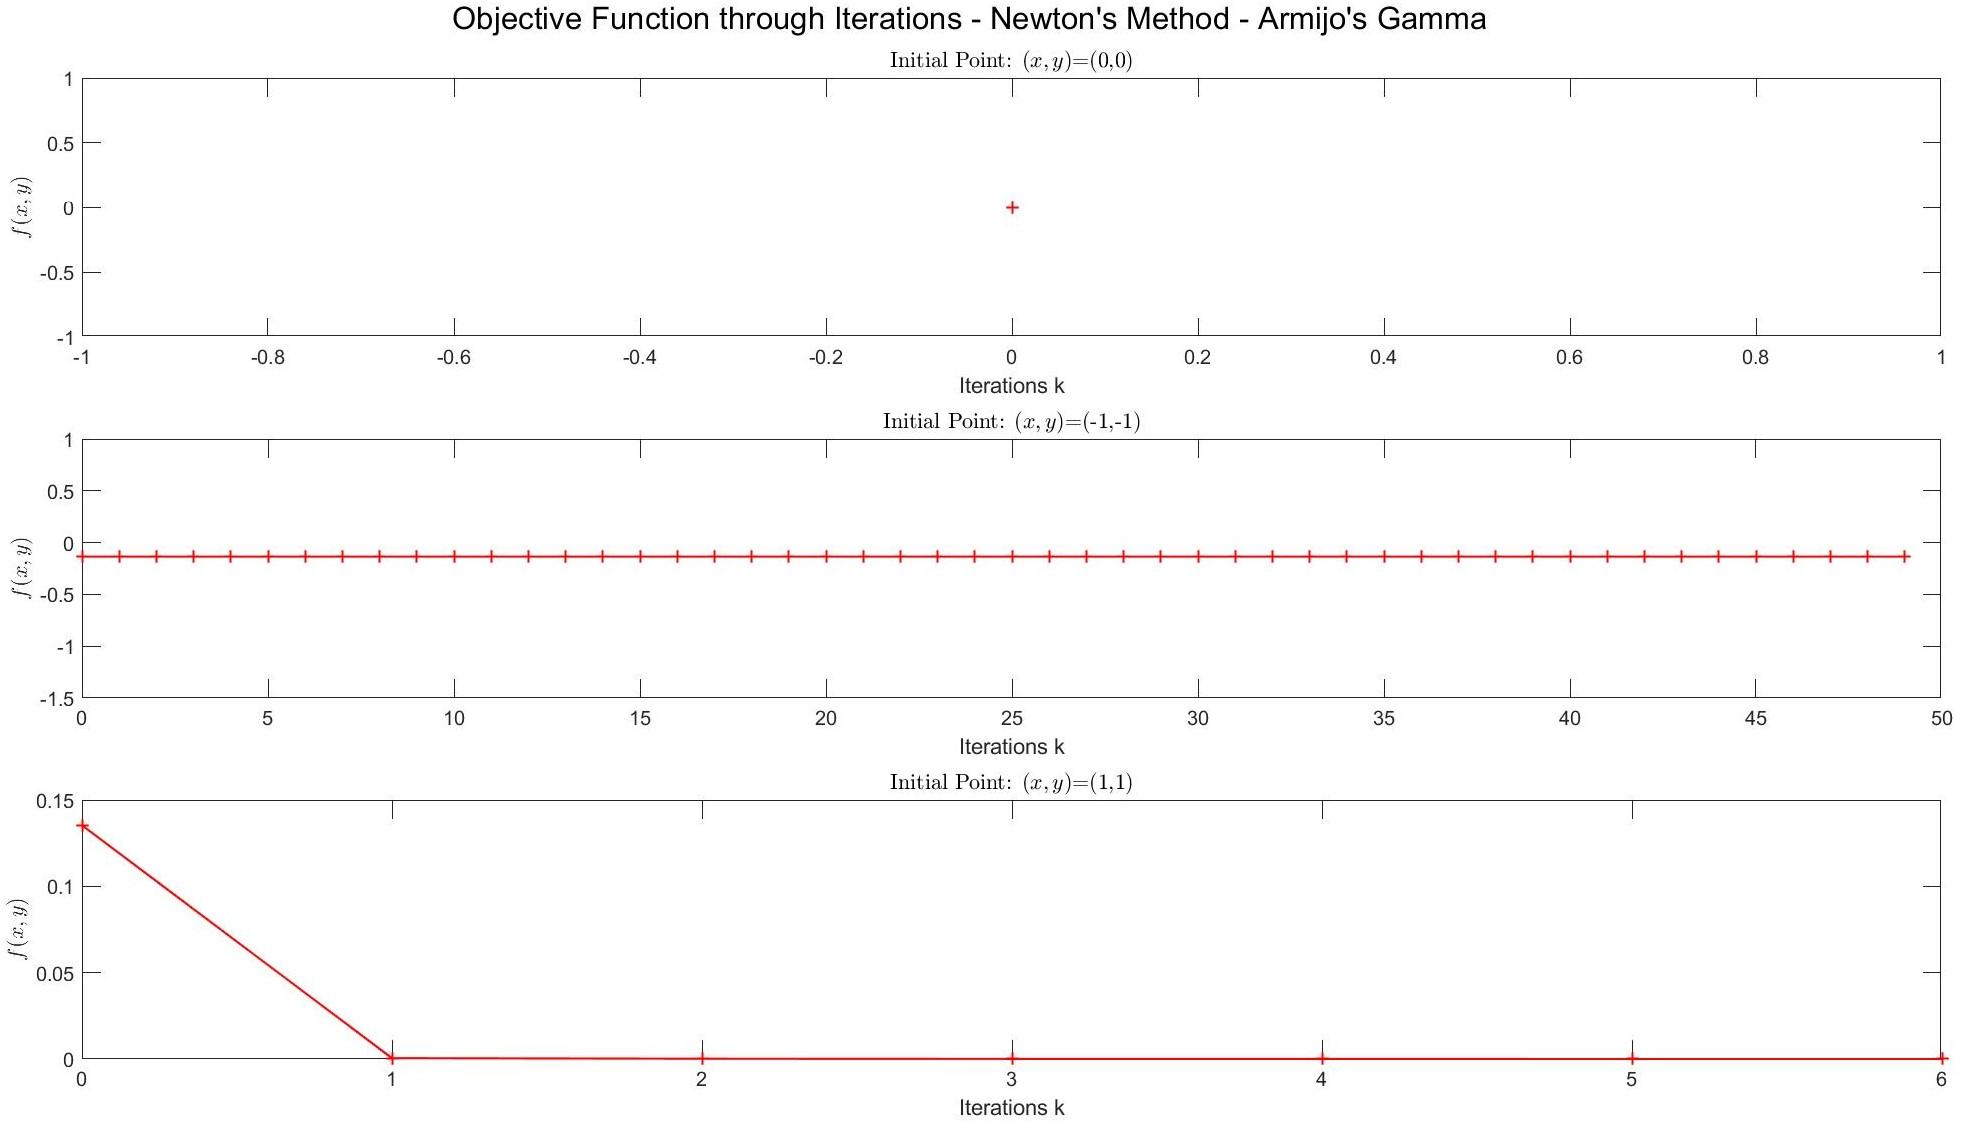 Objective Function through Iterations - Newton's Method - Armijo's Gamma
Initial Point: (x, y)=(0,0)
1
0.5
0
-0.5
-1
f(x, y)
-1 -0.8 -0.6 -0.4 -0.2 0 0.2 0.4 0.6 0.8 1
Iterations k
Initial Point: (x, y)=(-1,-1)
1
0.5
0
-0.5
-1
-1.5
f(x, y)
0 5 10 15 20 25 30 35 40 45 50
Iterations k
Initial Point: (x, y)=(1,1)
0.15
0.1
0.05
0
f(x, y)
0 1 2 3 4 5 6
Iterations k